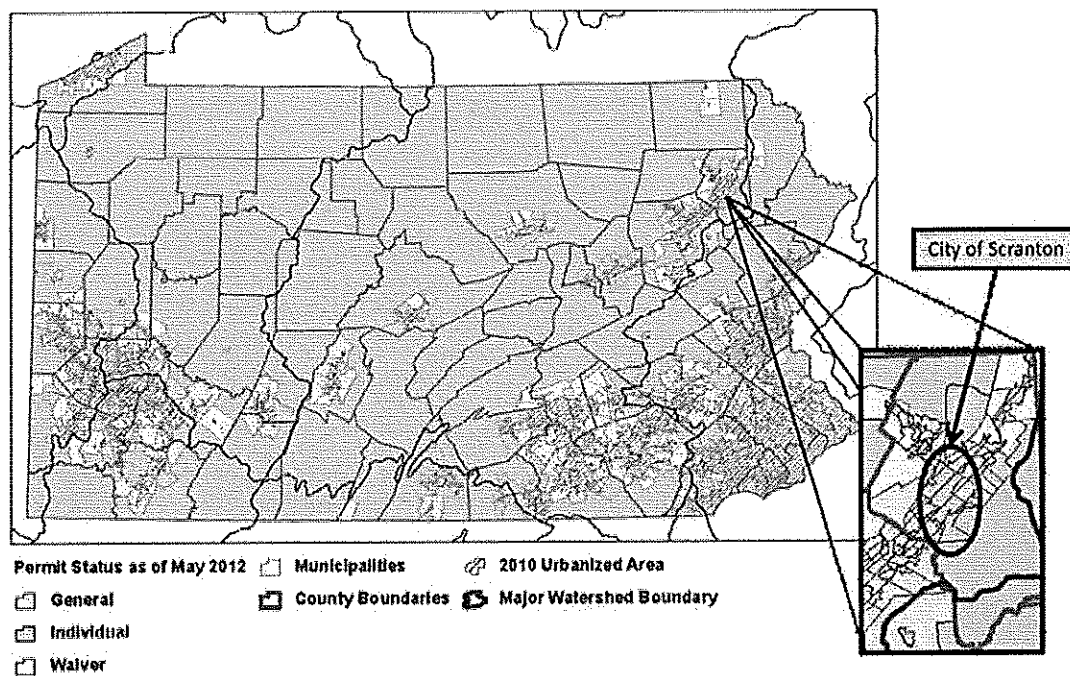 City of Scranton
Permit Status as of May 2012
General
Individual
Waiver
Municipalities
County Boundaries
2010 Urbanized Area
Major Watershed Boundary